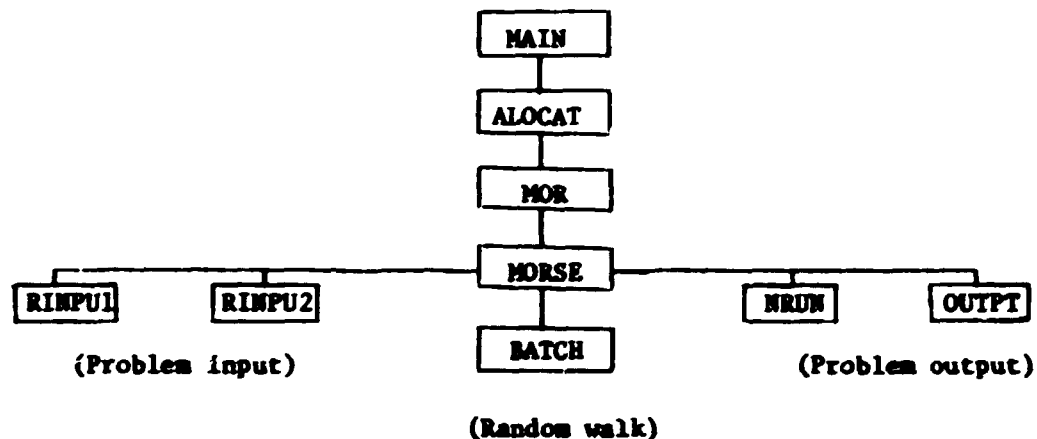 MAIN
ALOCAT
MOR
MORSE
RINPU1 RINPU2 NRUN OUTPT
BATCH
(Problem input) (Problem output)
(Random walk)